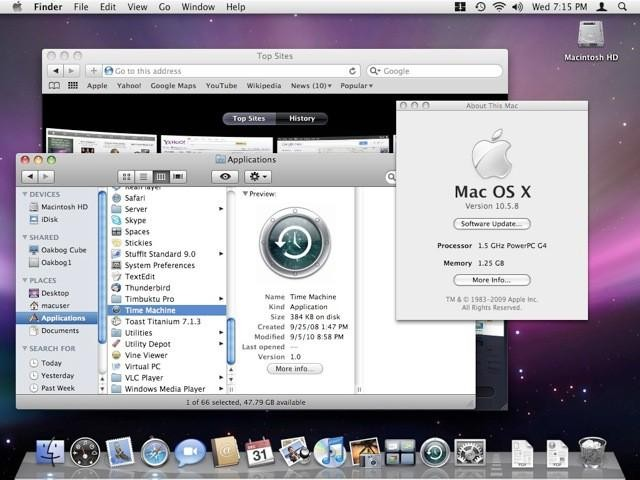 Finder File Edit View Go Window Help
Wed 7:15 PM
Macintosh HD
Top Sites
Go to this address
Google
Apple Yahoo! Google Maps YouTube Wikipedia News (10) Popular
Top Sites History
About This Mac
Mac OS X
Version 10.5.8
Software Update...
Processor 1.5 GHz PowerPC G4
Memory 1.25 GB
More Info...
TM & © 1983–2009 Apple Inc.
All Rights Reserved.
Applications
DEVICES
Macintosh HD
iDisk
SHARED
Oakbog Cube
Oakbog1
PLACES
Desktop
macuser
Applications
Documents
SEARCH FOR
Today
Yesterday
Past Week
RealPlayer
Safari
Server
Skype
Spaces
Stickies
Stuffit Standard 9.0
System Preferences
TextEdit
Thunderbird
Timbuktu Pro
Time Machine
Toast Titanium 7.1.3
Utilities
Utility Depot
Vine Viewer
Virtual PC
VLC Player
Windows Media Player
Preview:
Name Time Machine
Kind Application
Size 384 KB on disk
Created 9/25/08 1:47 PM
Modified 9/5/10 8:58 PM
Last opened --
Version 1.0
More info...
1 of 66 selected, 47.79 GB available
31